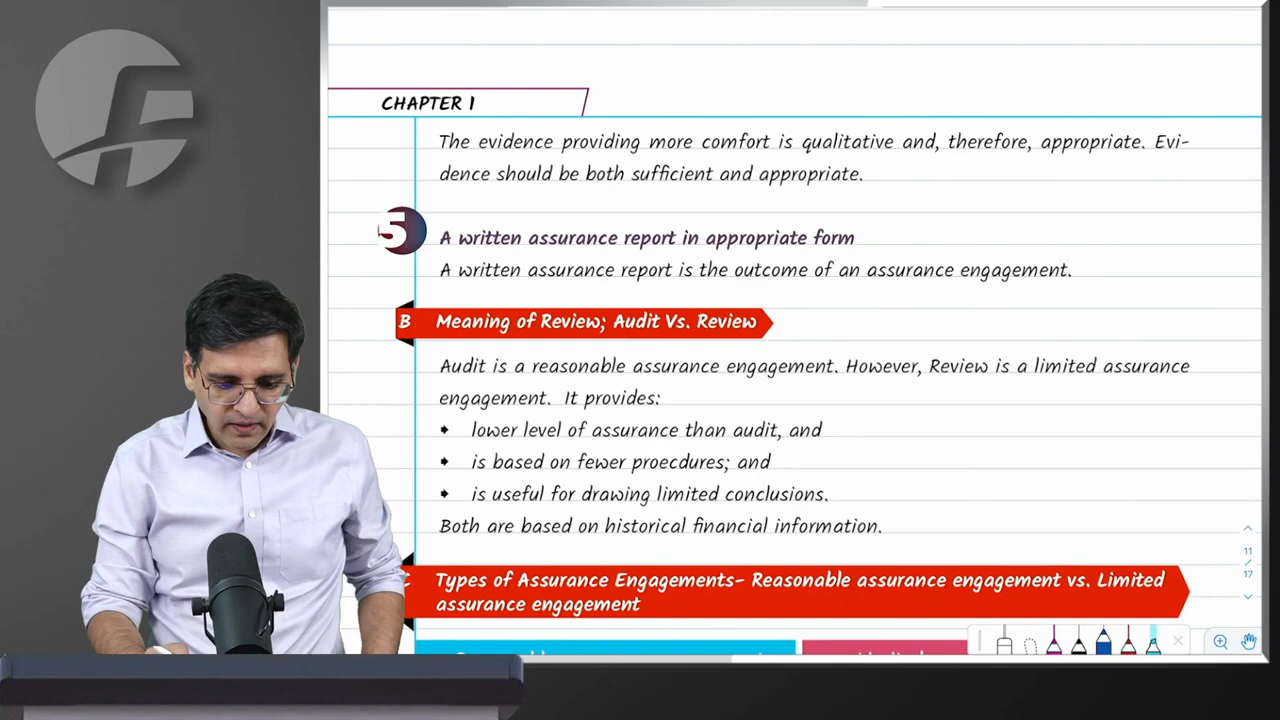 CHAPTER 1
The evidence providing more comfort is qualitative and, therefore, appropriate. Evi-
dence should be both sufficient and appropriate.
5 A written assurance report in appropriate form
A written assurance report is the outcome of an assurance engagement.
B Meaning of Review; Audit Vs. Review
Audit is a reasonable assurance engagement. However, Review is a limited assurance
engagement. It provides:
lower level of assurance than audit, and
is based on fewer proecdures; and
is useful for drawing limited conclusions.
Both are based on historical financial information.
Types of Assurance Engagements- Reasonable assurance engagement vs. Limited
assurance engagement
11
/
17